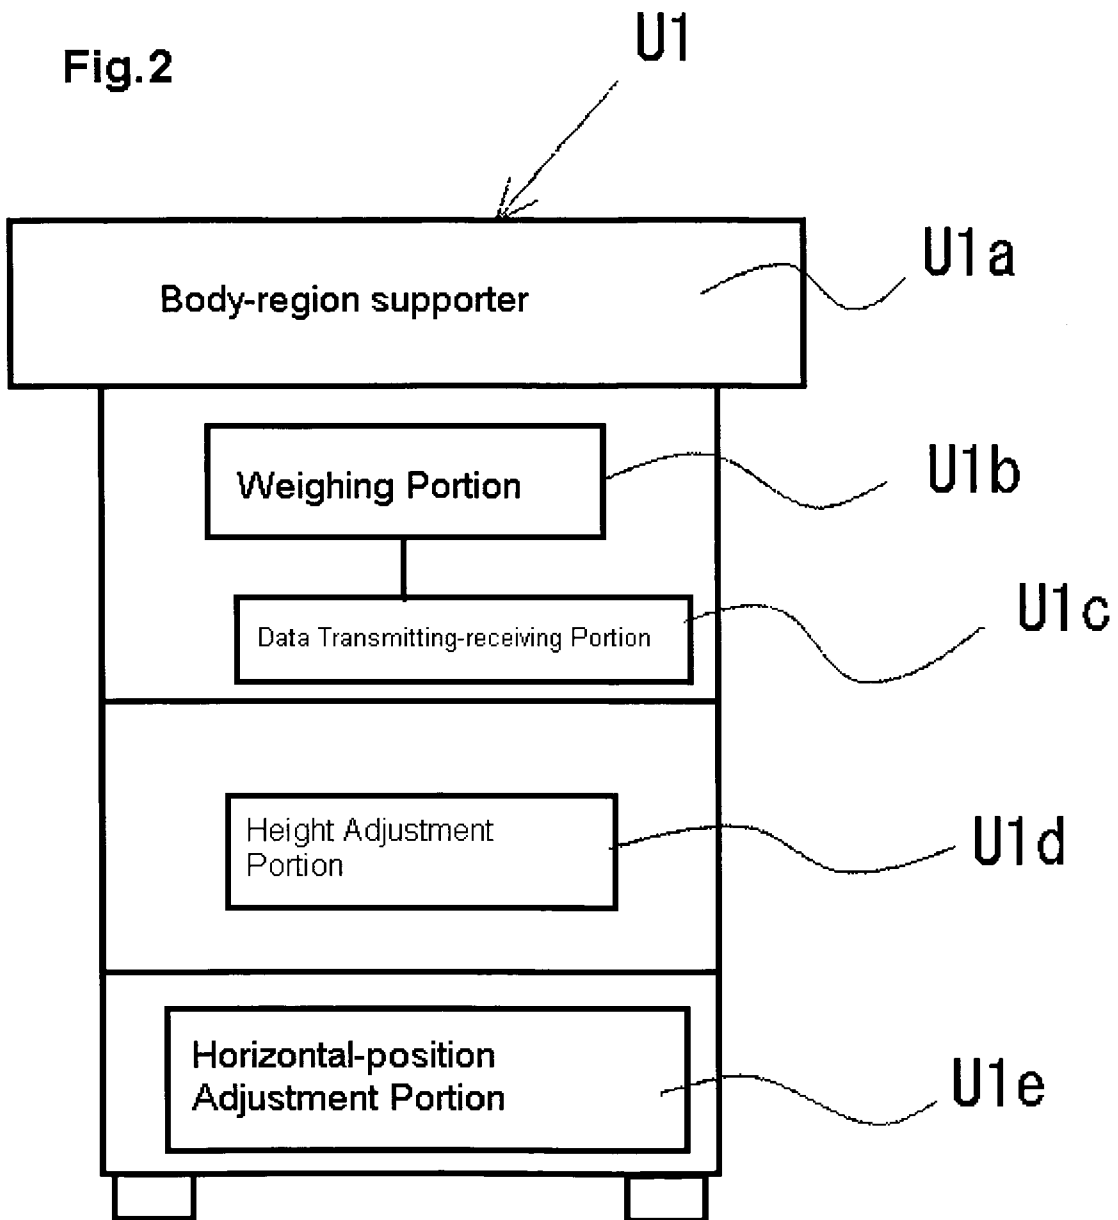 Fig.2
U1
U1a
Body-region supporter
U1b
Weighing Portion
U1c
Data Transmitting-receiving Portion
U1d
Height Adjustment
Portion
Horizontal-position
Adjustment Portion
U1e